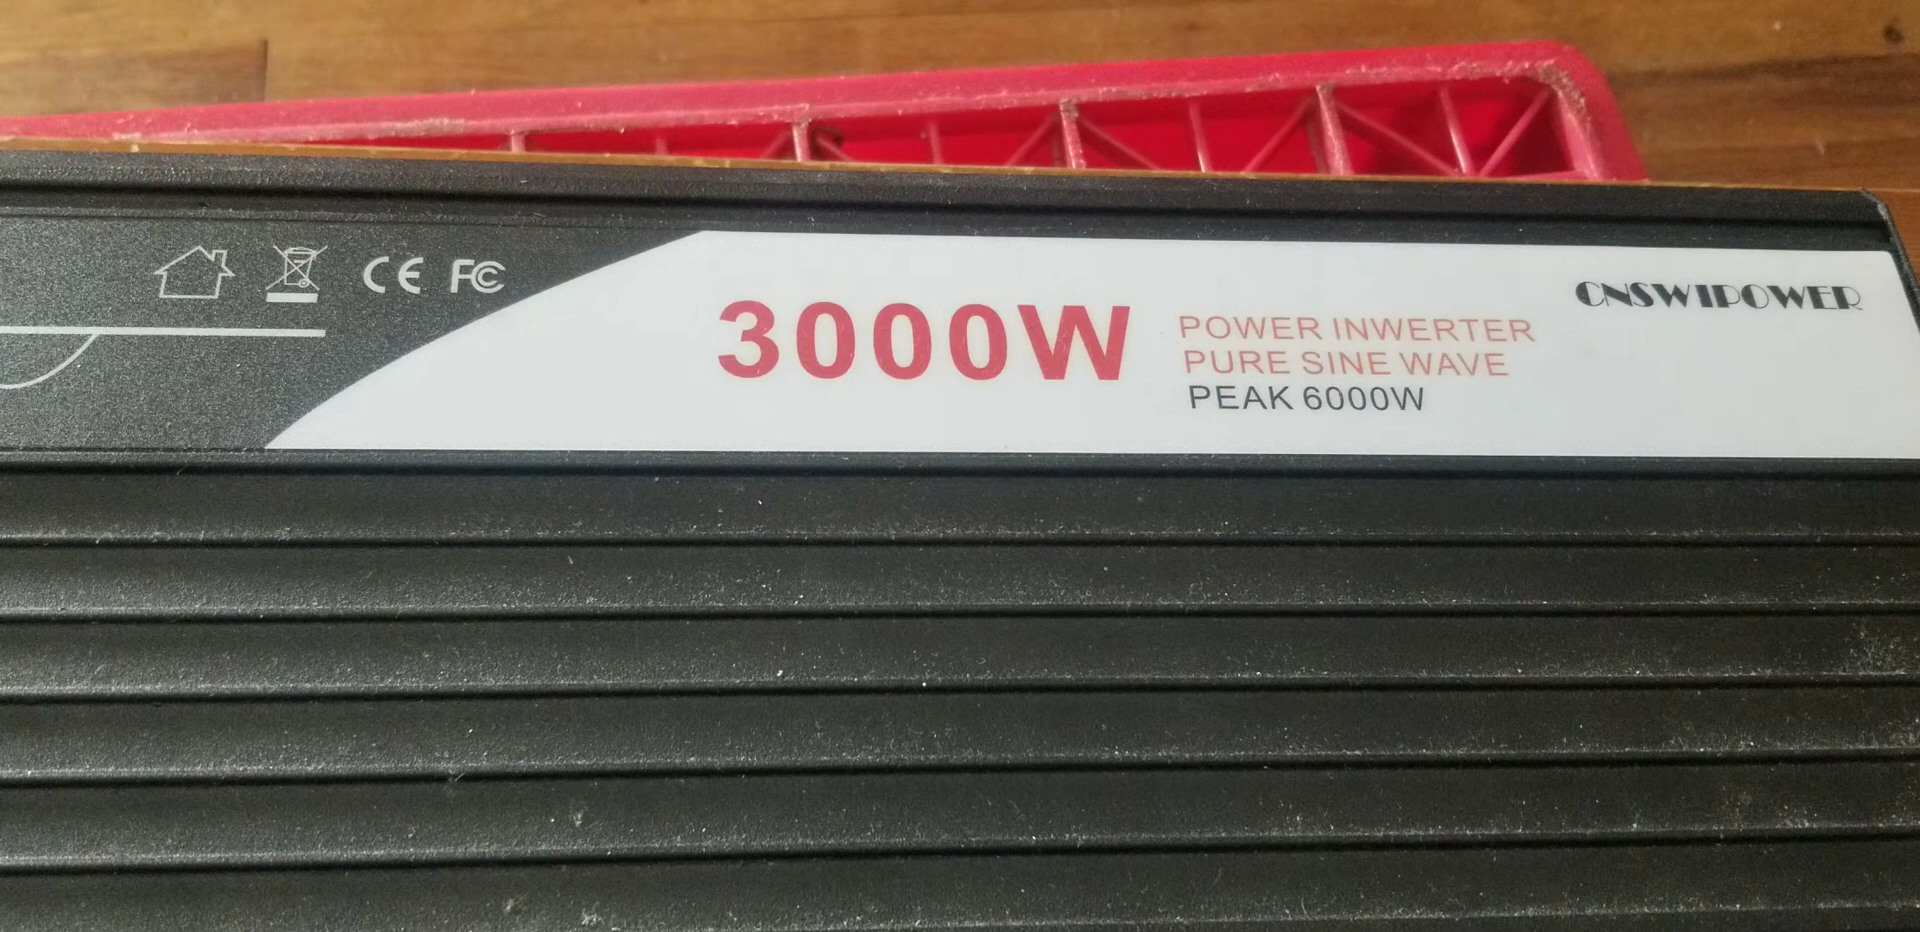 CE FC
3000W
POWER INWERTER
PURE SINE WAVE
PEAK 6000W
CNSWIPOWER